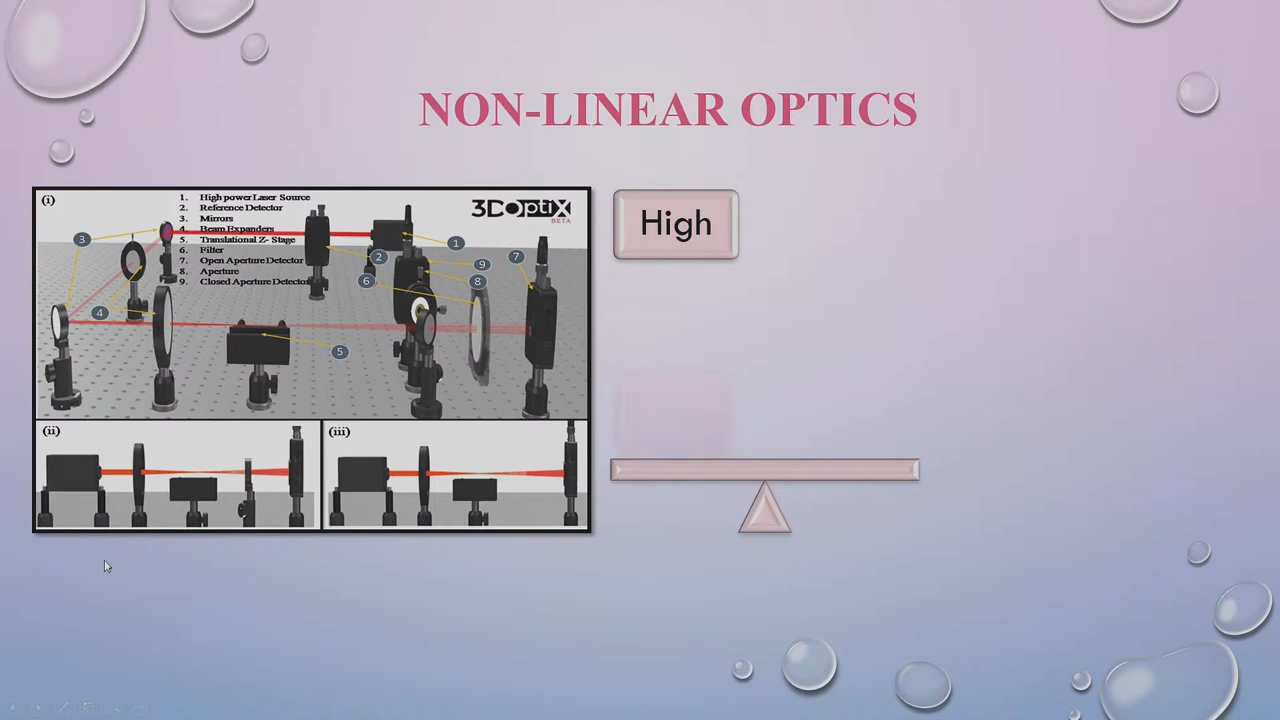 NON-LINEAR OPTICS
(i)
1. High power Laser Source
2. Reference Detector
3. Mirrors
4. Beam Expanders
5. Translational Z- Stage
6. Filter
7. Open Aperture Detector
8. Aperture
9. Closed Aperture Detector
3DOptiX
BETA
3
1
2
9
7
6
8
4
5
(ii)
(iii)
High